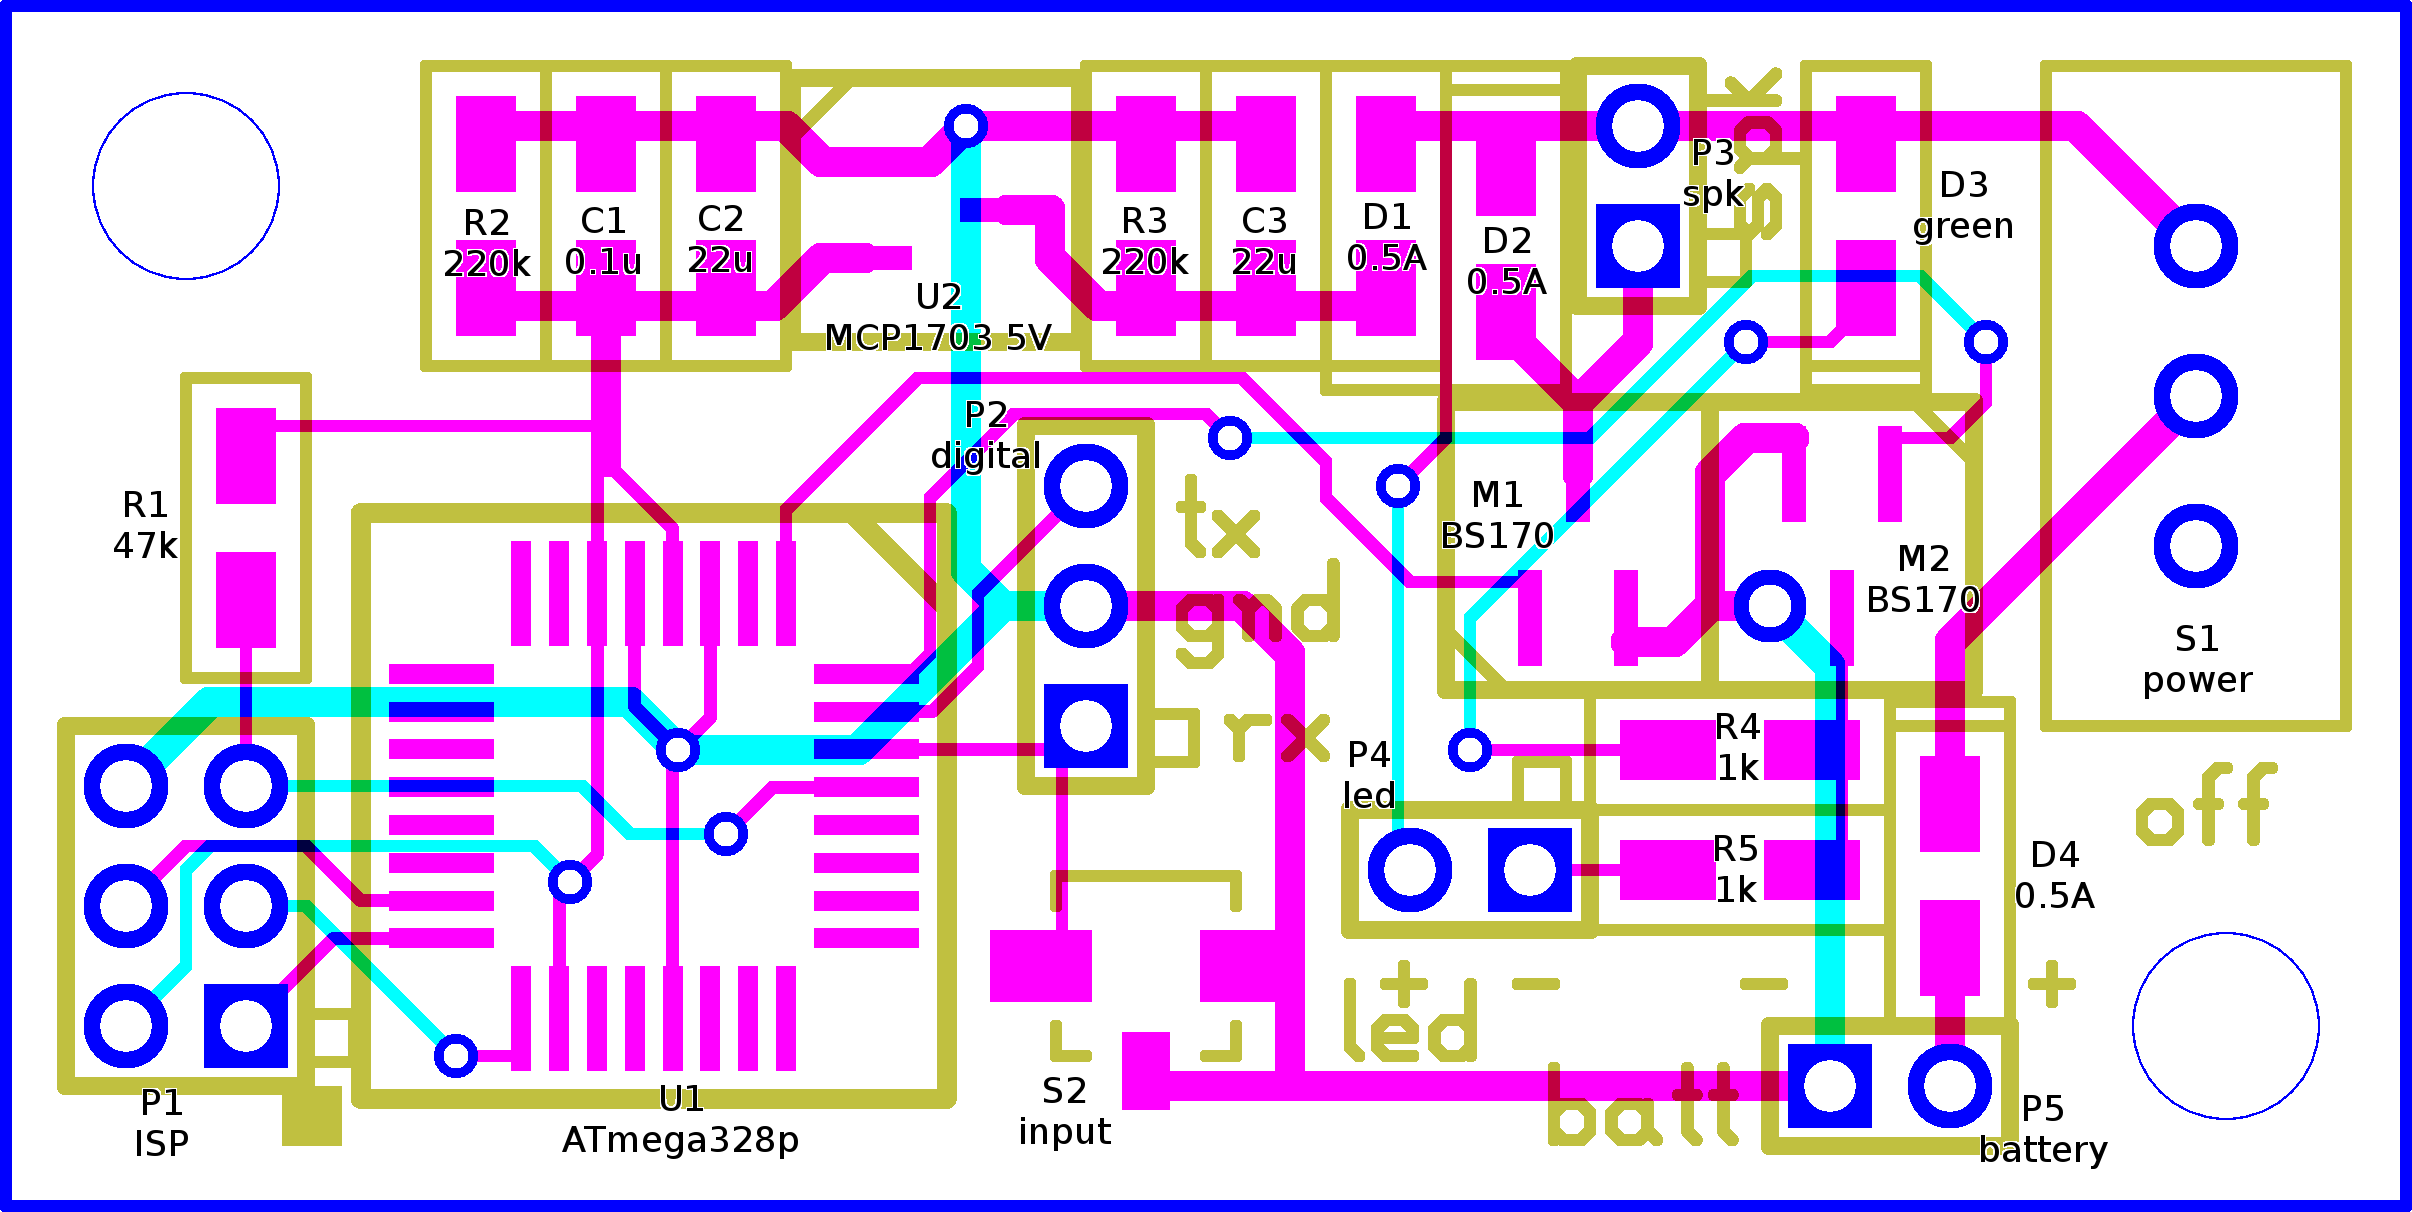 R2
220k
C1
0.1u
C2
22u
U2
MCP1703 5V
R3
220k
C3
22u
D1
0.5A
D2
0.5A
P3
spk
spk
D3
green
R1
47k
P2
digital
tx
gnd
rx
M1
BS170
M2
BS170
S1
power
off
R4
1k
P4
led
R5
1k
D4
0.5A
led
+
-
-
+
batt
P1
ISP
U1
ATmega328p
S2
input
P5
battery